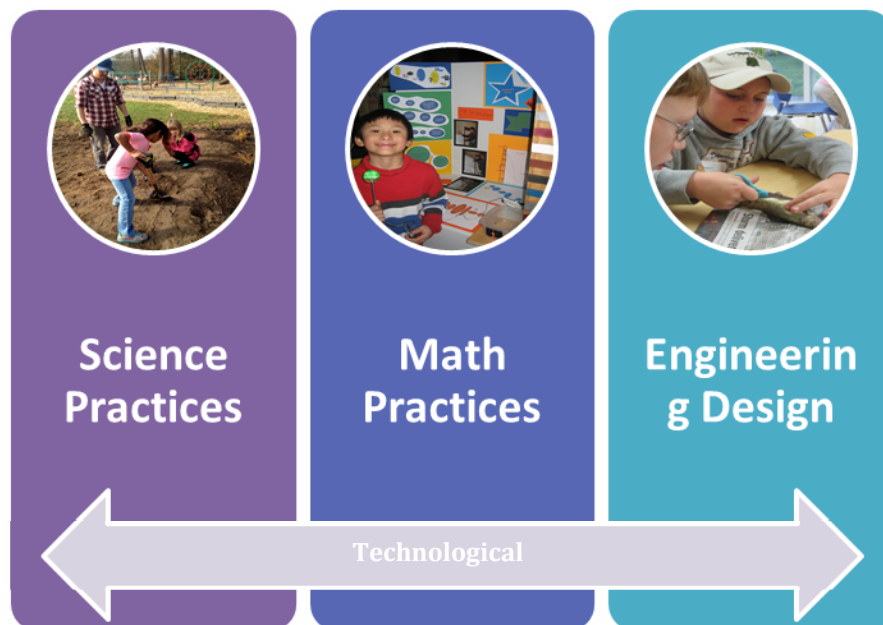 Science
Practices
Math
Practices
Engineerin
g Design
Technological